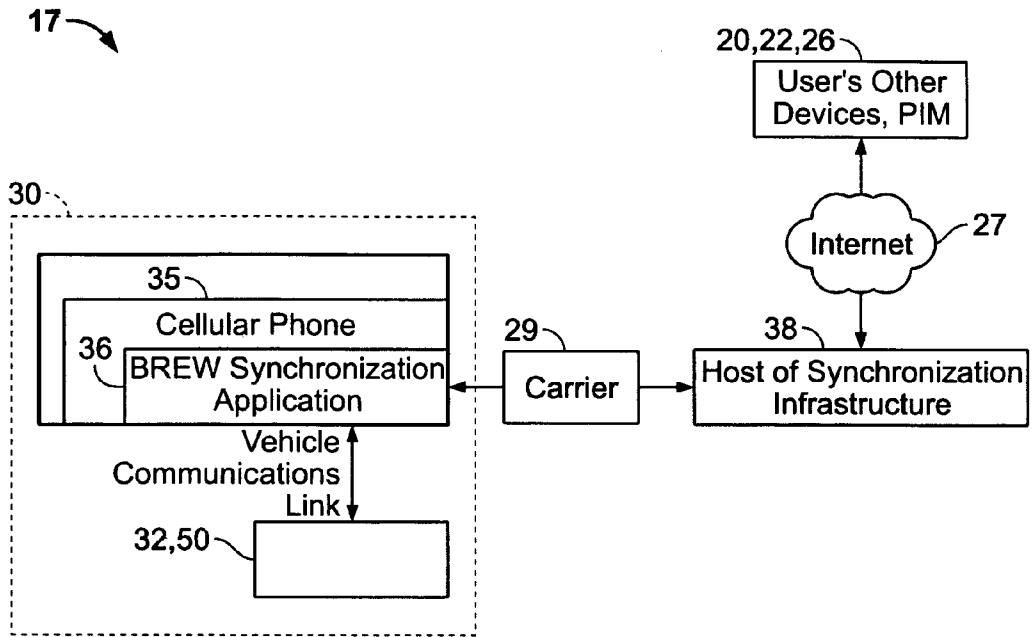 17
20,22,26
User's Other
Devices, PIM
30
Internet
27
35
Cellular Phone
36
BREW Synchronization
Application
29
Carrier
38
Host of Synchronization
Infrastructure
Vehicle
Communications
Link
32,50